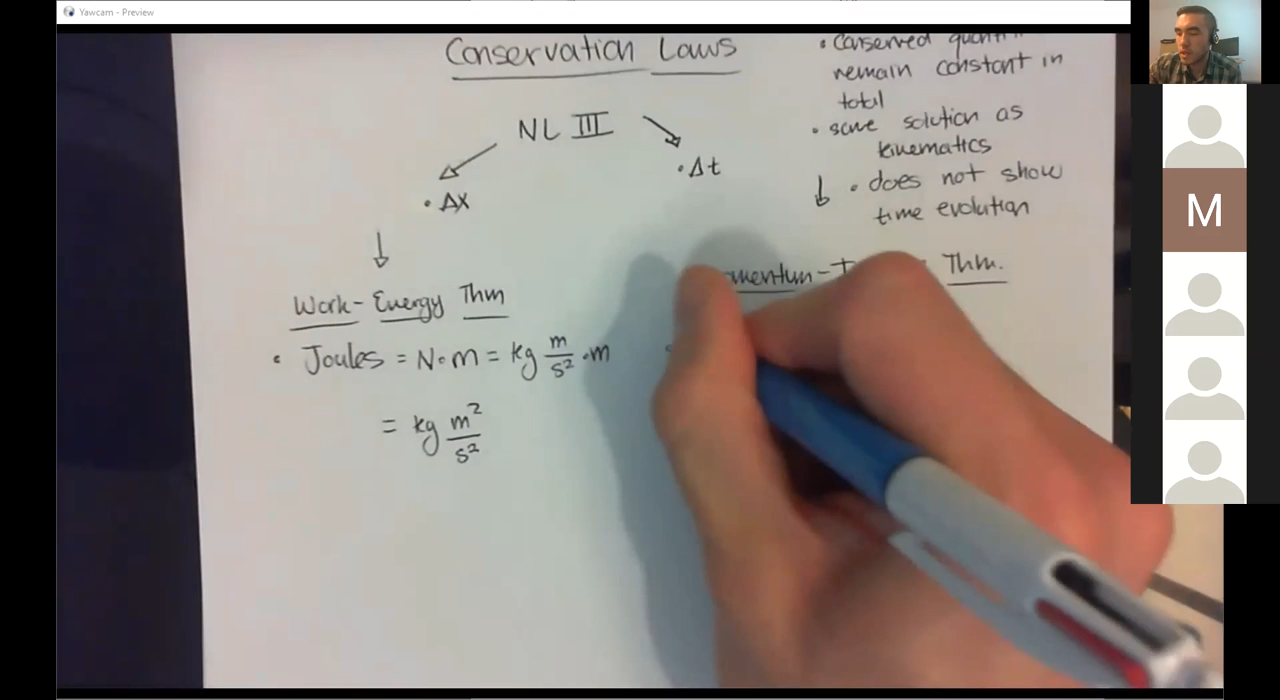 Yawcam - Preview
Conservation Laws
• conserved
remain constant in
total
• same solution as
kinematics
↓ • does not show
time evolution
NL III
• Δx
• Δt
Work-Energy Thm
• Joules = N·m = kg m/s² · m
= kg m²/s²
Thm.
M